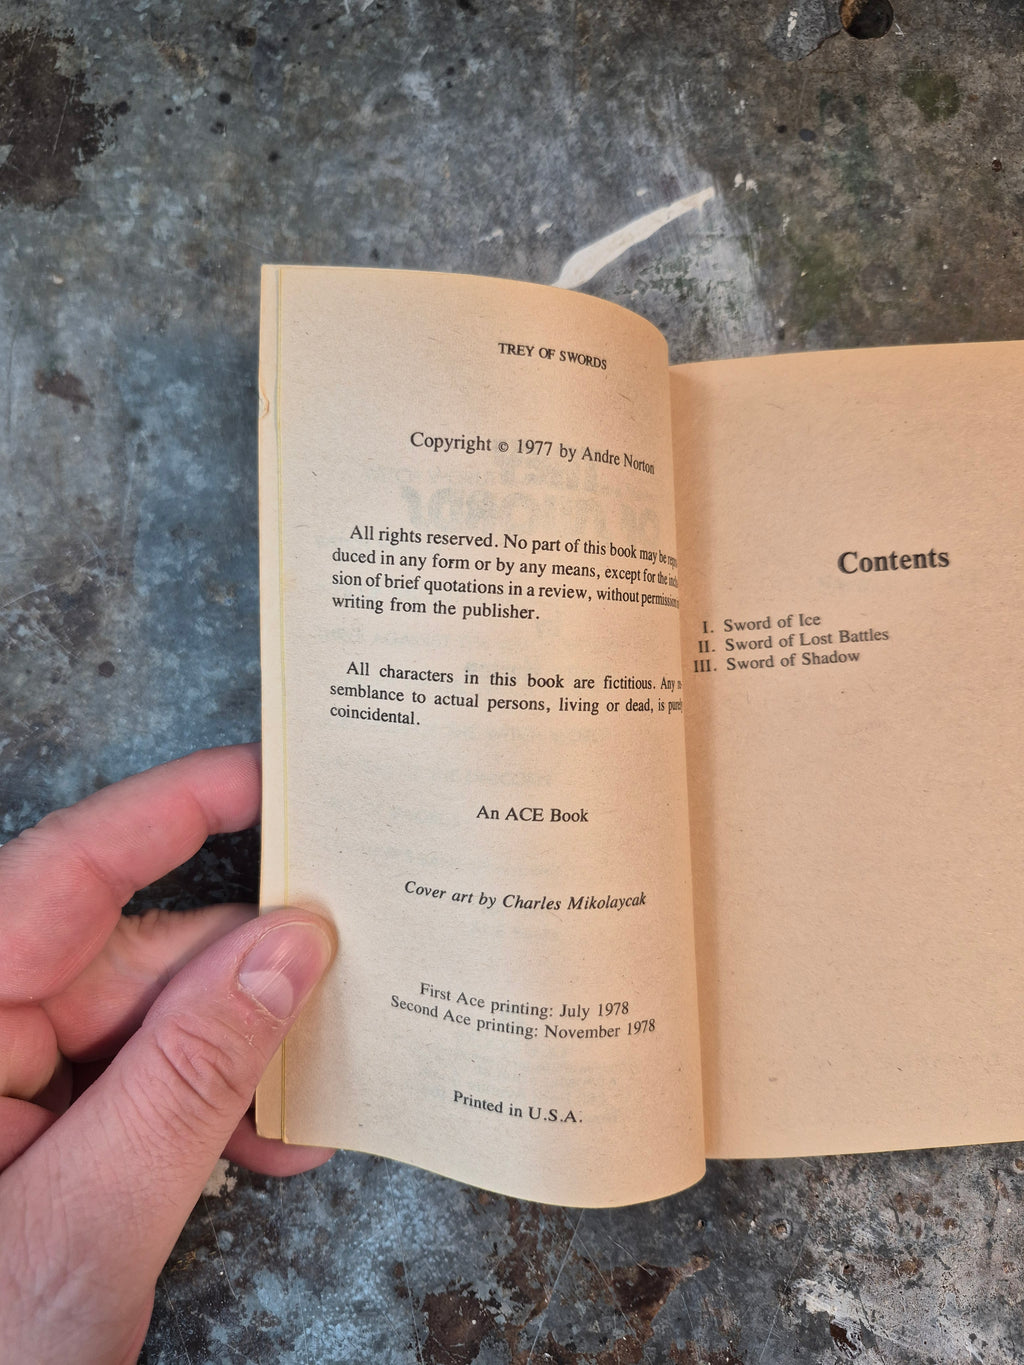 TREY OF SWORDS
Copyright © 1977 by Andre Norton
All rights reserved. No part of this book may be repro
duced in any form or by any means, except for the inclu
sion of brief quotations in a review, without permission
writing from the publisher.
All characters in this book are fictitious. Any re
semblance to actual persons, living or dead, is purely
coincidental.
An ACE Book
Cover art by Charles Mikolaycak
First Ace printing: July 1978
Second Ace printing: November 1978
Printed in U.S.A.
Contents
I. Sword of Ice
II. Sword of Lost Battles
III. Sword of Shadow